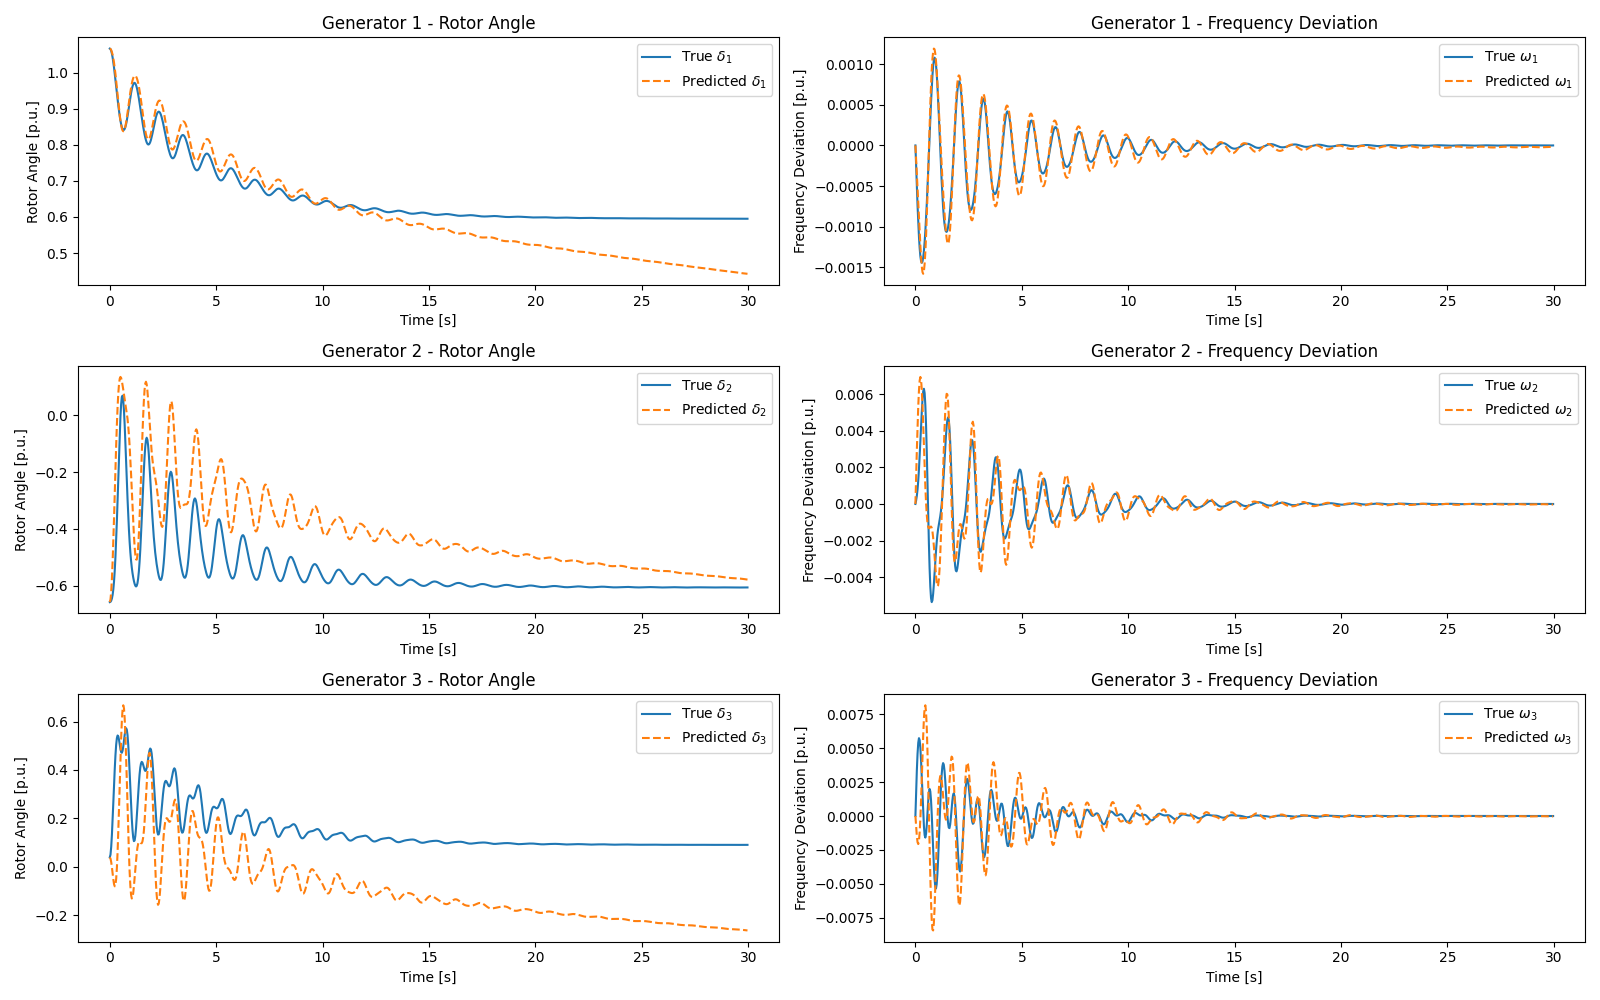 Generator 1 - Rotor Angle
Rotor Angle [p.u.]
1.0
0.9
0.8
0.7
0.6
0.5
True δ₁
Predicted δ₁
0 5 10 15 20 25 30
Time [s]
Generator 1 - Frequency Deviation
Frequency Deviation [p.u.]
0.0010
0.0005
0.0000
−0.0005
−0.0010
−0.0015
True ω₁
Predicted ω₁
0 5 10 15 20 25 30
Time [s]
Generator 2 - Rotor Angle
Rotor Angle [p.u.]
0.0
−0.2
−0.4
−0.6
True δ₂
Predicted δ₂
0 5 10 15 20 25 30
Time [s]
Generator 2 - Frequency Deviation
Frequency Deviation [p.u.]
0.006
0.004
0.002
0.000
−0.002
−0.004
True ω₂
Predicted ω₂
0 5 10 15 20 25 30
Time [s]
Generator 3 - Rotor Angle
Rotor Angle [p.u.]
0.6
0.4
0.2
0.0
−0.2
True δ₃
Predicted δ₃
0 5 10 15 20 25 30
Time [s]
Generator 3 - Frequency Deviation
Frequency Deviation [p.u.]
0.0075
0.0050
0.0025
0.0000
−0.0025
−0.0050
−0.0075
True ω₃
Predicted ω₃
0 5 10 15 20 25 30
Time [s]